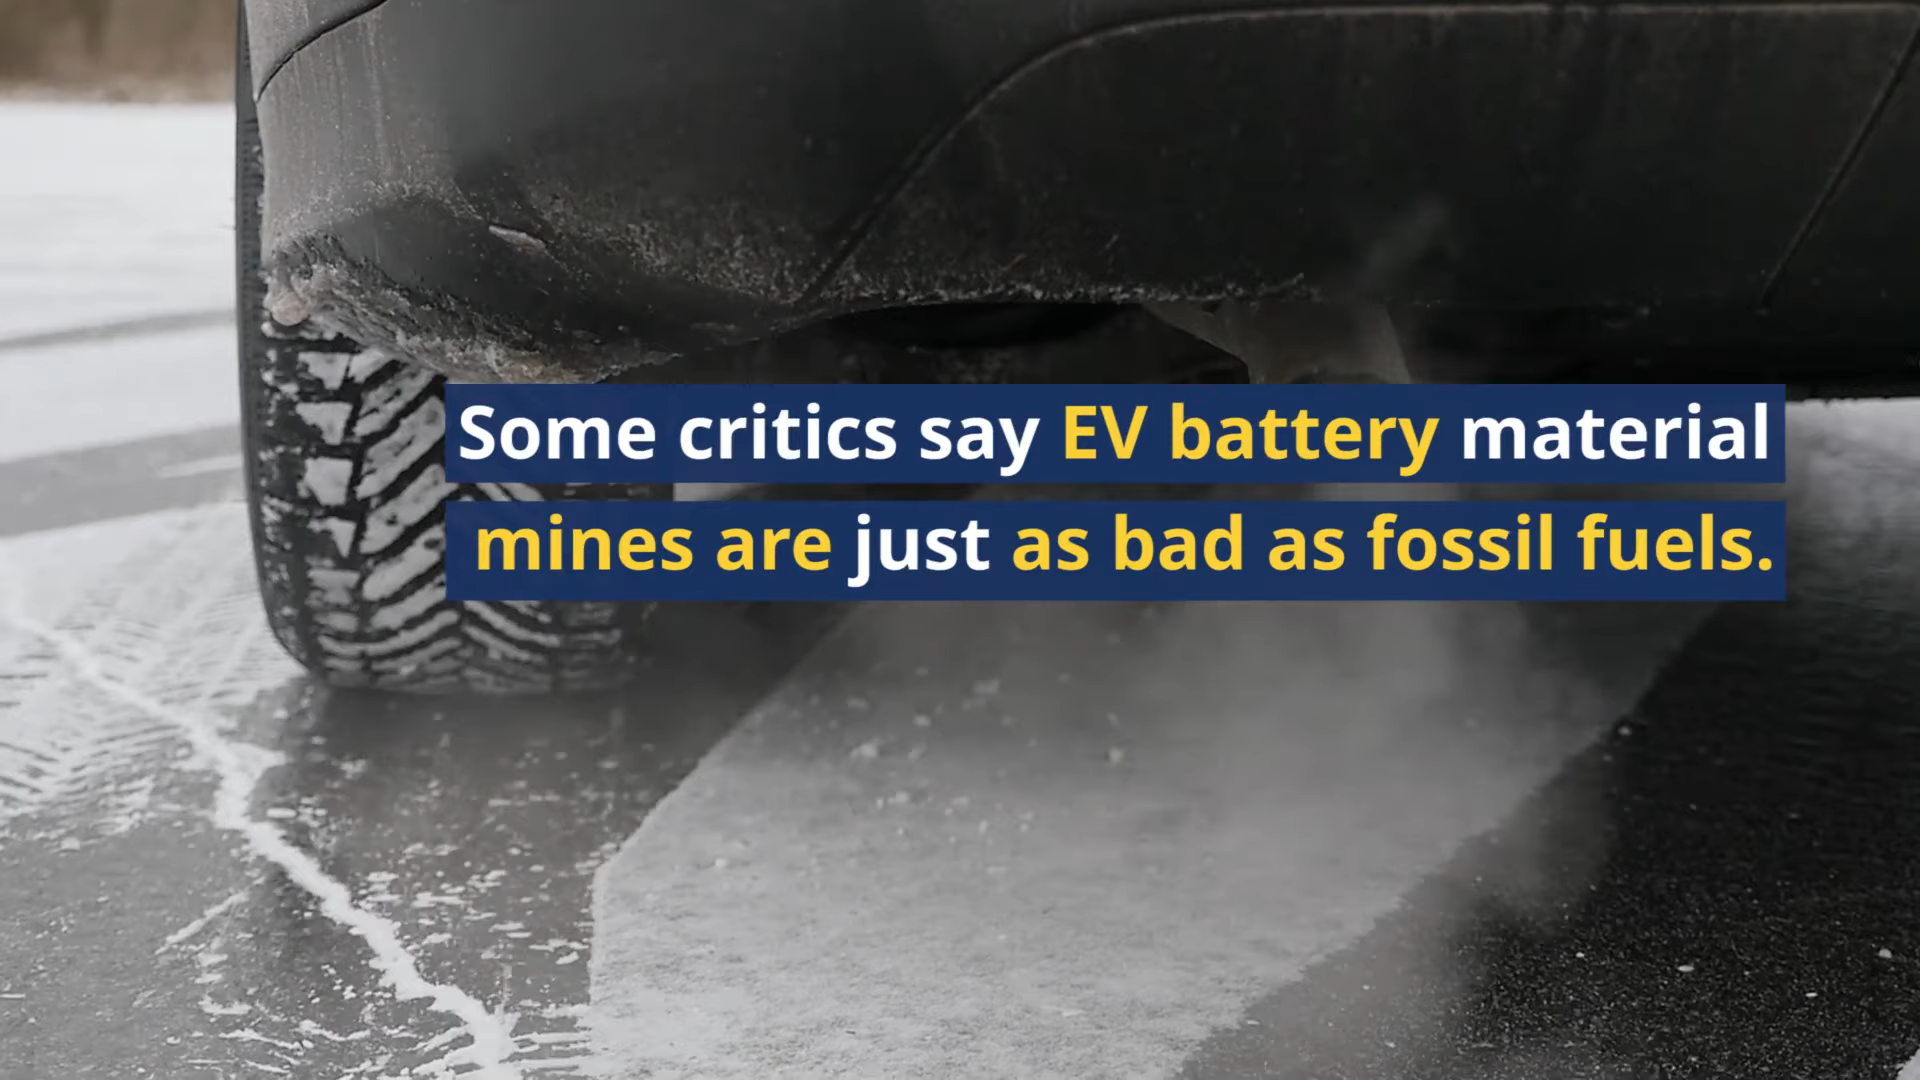 Some critics say EV battery material
mines are just as bad as fossil fuels.